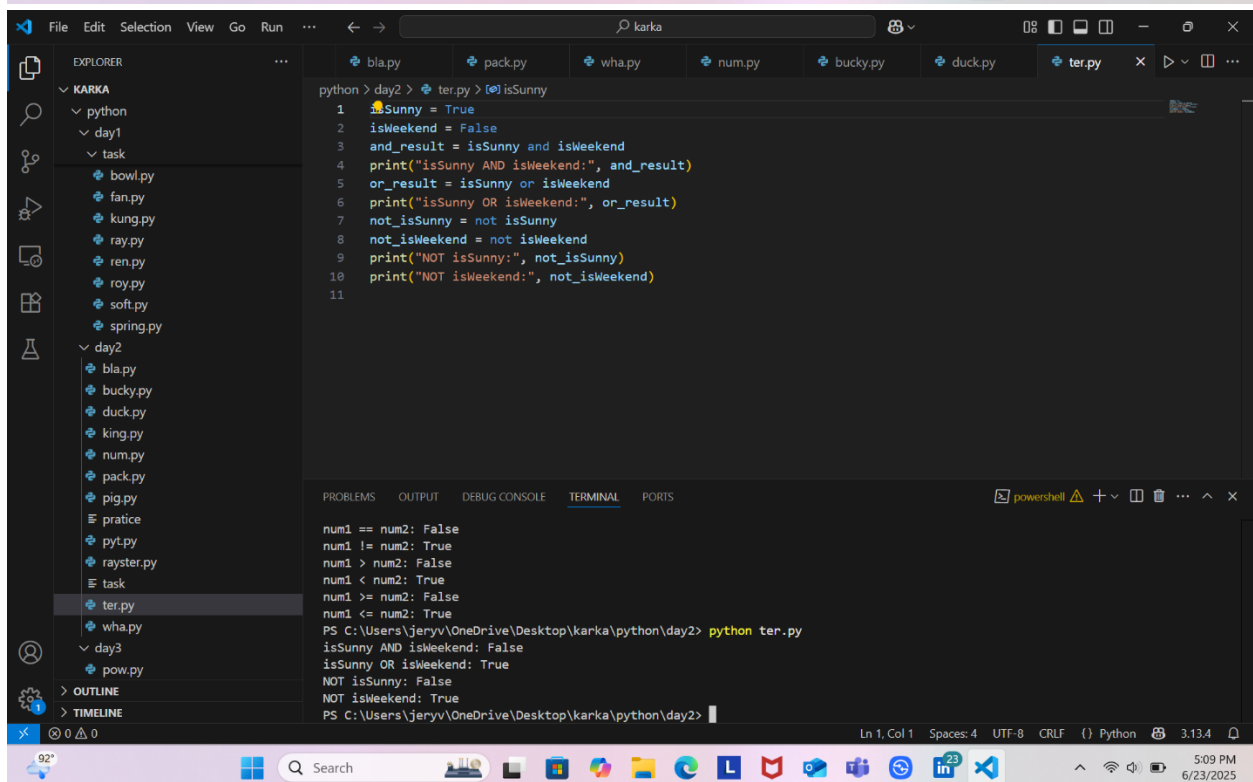 File Edit Selection View Go Run ··· karka
EXPLORER ···
KARKA
python
day1
task
bowl.py
fan.py
kung.py
ray.py
ren.py
roy.py
soft.py
spring.py
day2
bla.py
bucky.py
duck.py
king.py
num.py
pack.py
pig.py
pratice
pyt.py
rayster.py
task
ter.py
wha.py
day3
pow.py
OUTLINE
TIMELINE
bla.py pack.py wha.py num.py bucky.py duck.py ter.py ···
python > day2 > ter.py > isSunny
1 isSunny = True
2 isWeekend = False
3 and_result = isSunny and isWeekend
4 print("isSunny AND isWeekend:", and_result)
5 or_result = isSunny or isWeekend
6 print("isSunny OR isWeekend:", or_result)
7 not_isSunny = not isSunny
8 not_isWeekend = not isWeekend
9 print("NOT isSunny:", not_isSunny)
10 print("NOT isWeekend:", not_isWeekend)
11
PROBLEMS OUTPUT DEBUG CONSOLE TERMINAL PORTS powershell ···
num1 == num2: False
num1 != num2: True
num1 > num2: False
num1 < num2: True
num1 >= num2: False
num1 <= num2: True
PS C:\Users\jeryv\OneDrive\Desktop\karka\python\day2> python ter.py
isSunny AND isWeekend: False
isSunny OR isWeekend: True
NOT isSunny: False
NOT isWeekend: True
PS C:\Users\jeryv\OneDrive\Desktop\karka\python\day2>
1
0 0 0 Ln 1, Col 1 Spaces: 4 UTF-8 CRLF {} Python 3.13.4
92° Search L 23 5:09 PM
6/23/2025